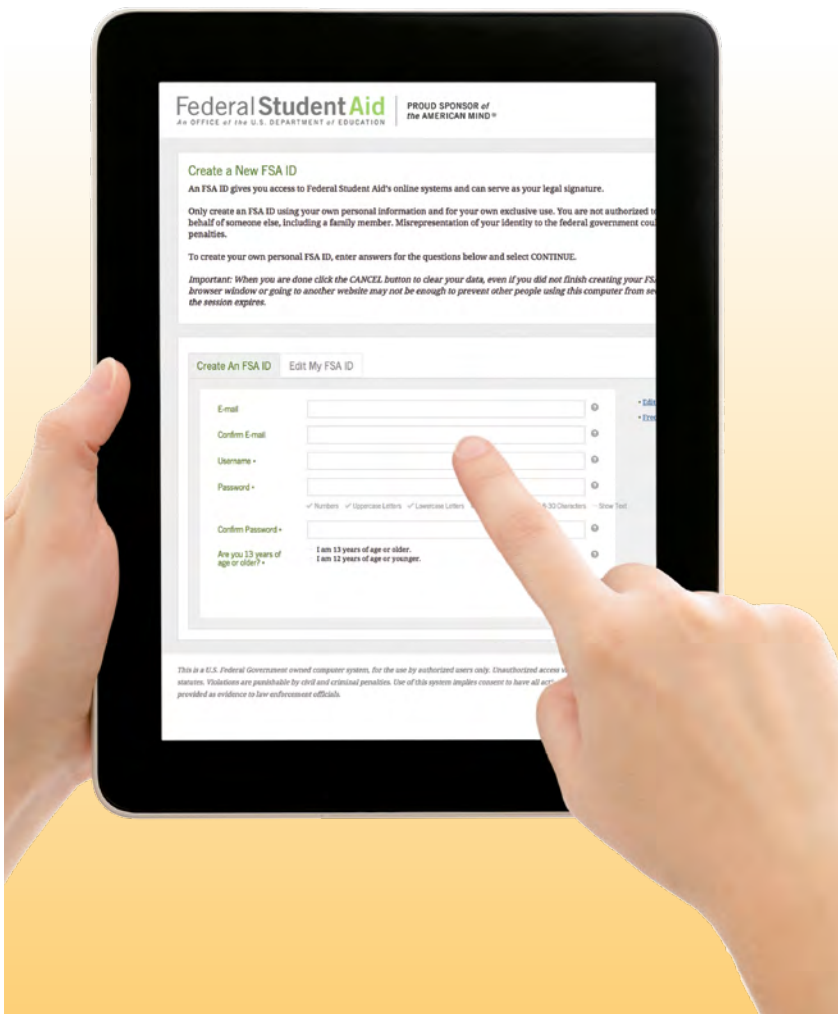 Federal Student Aid
An OFFICE of the U.S. DEPARTMENT of EDUCATION
PROUD SPONSOR of
the AMERICAN MIND®
Create a New FSA ID
An FSA ID gives you access to Federal Student Aid's online systems and can serve as your legal signature.
Only create an FSA ID using your own personal information and for your own exclusive use. You are not authorized
behalf of someone else, including a family member. Misrepresentation of your identity to the federal government
penalties.
To create your own personal FSA ID, enter answers for the questions below and select CONTINUE.
Important: When you are done click the CANCEL button to clear your data, even if you did not finish creating your
browser window or going to another website may not be enough to prevent other people using this computer from
the session expires.
Create An FSA ID Edit My FSA ID
E-mail
Confirm E-mail
Username •
Password •
✓ Numbers ✓ Uppercase Letters ✓ Lowercase Letters 8-30 Characters Show Text
Confirm Password •
Are you 13 years of
age or older? •
I am 13 years of age or older.
I am 12 years of age or younger.
This is a U.S. Federal Government owned computer system, for the use by authorized users only. Unauthorized access
statutes. Violations are punishable by civil and criminal penalties. Use of this system implies consent to have all
provided as evidence to law enforcement officials.